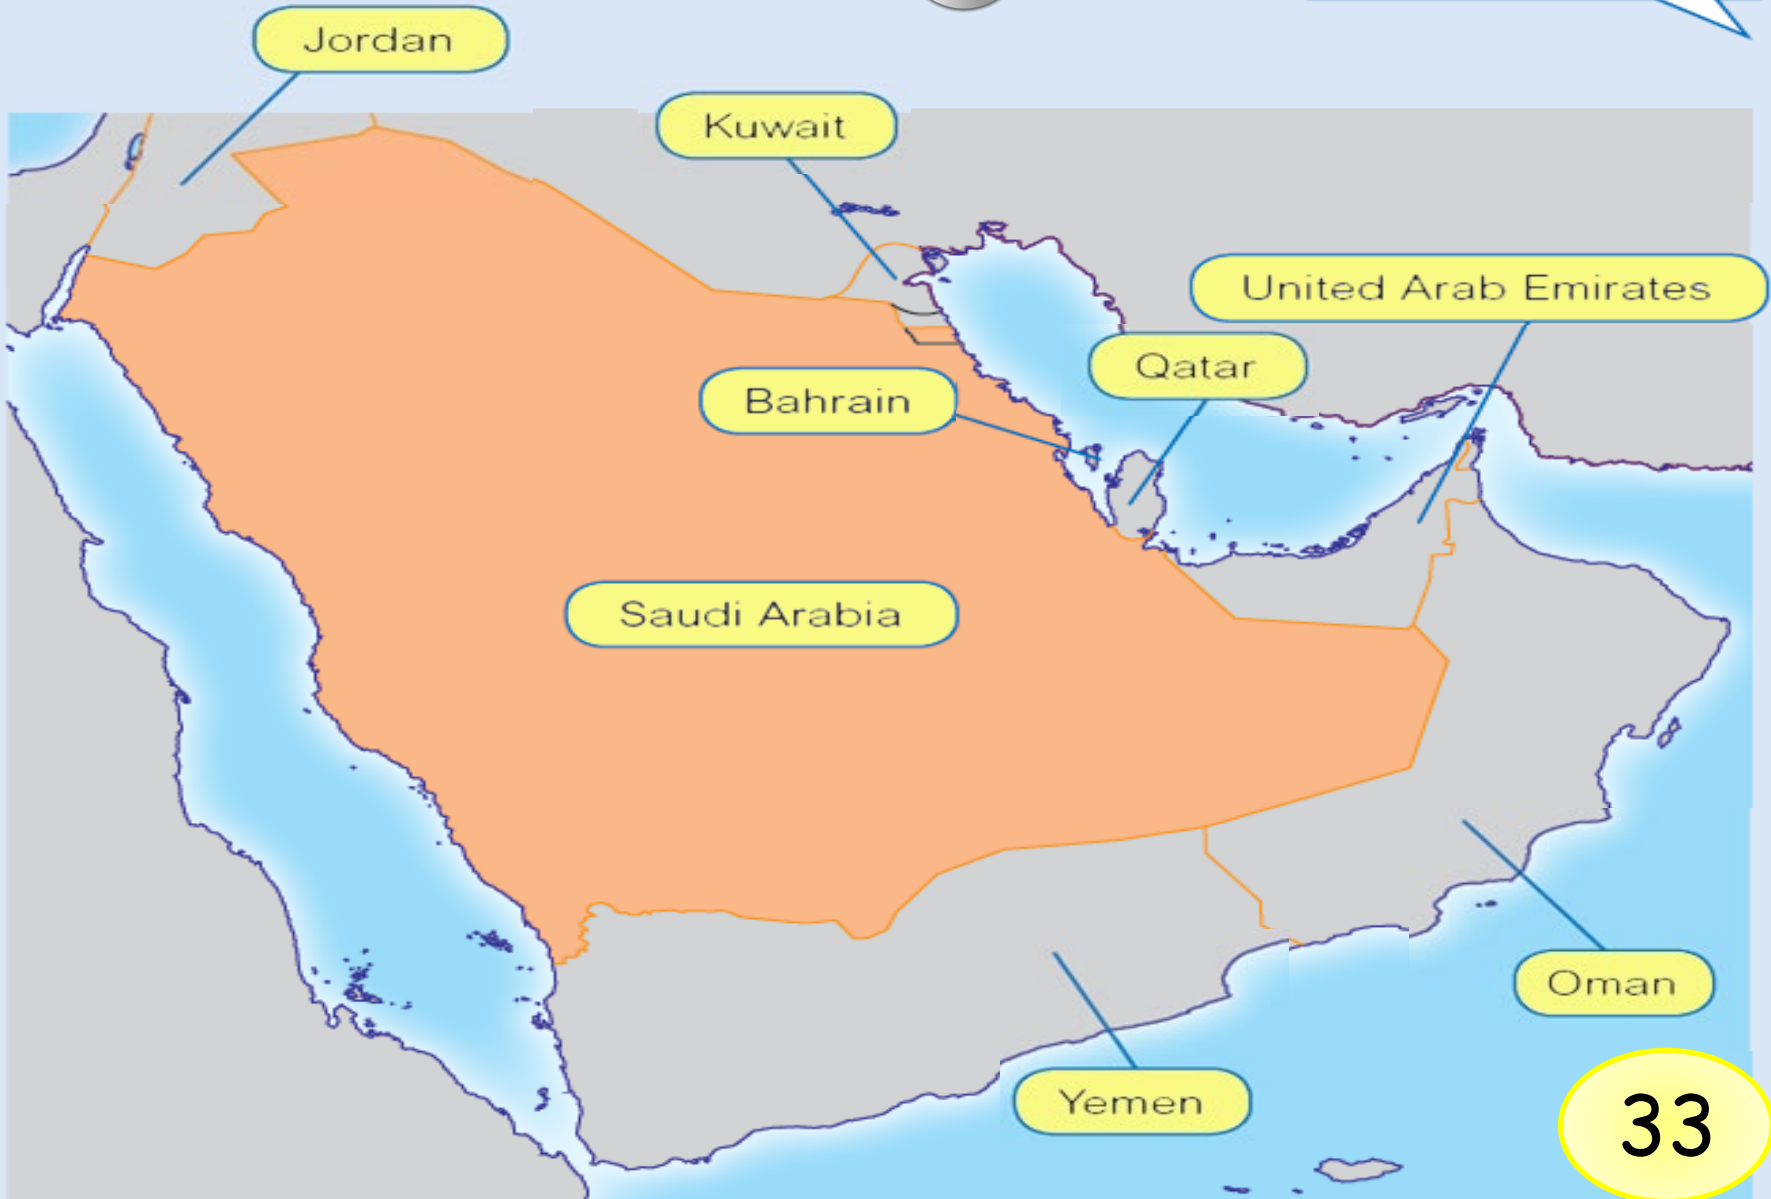 Jordan
Kuwait
United Arab Emirates
Qatar
Bahrain
Saudi Arabia
Oman
Yemen
33